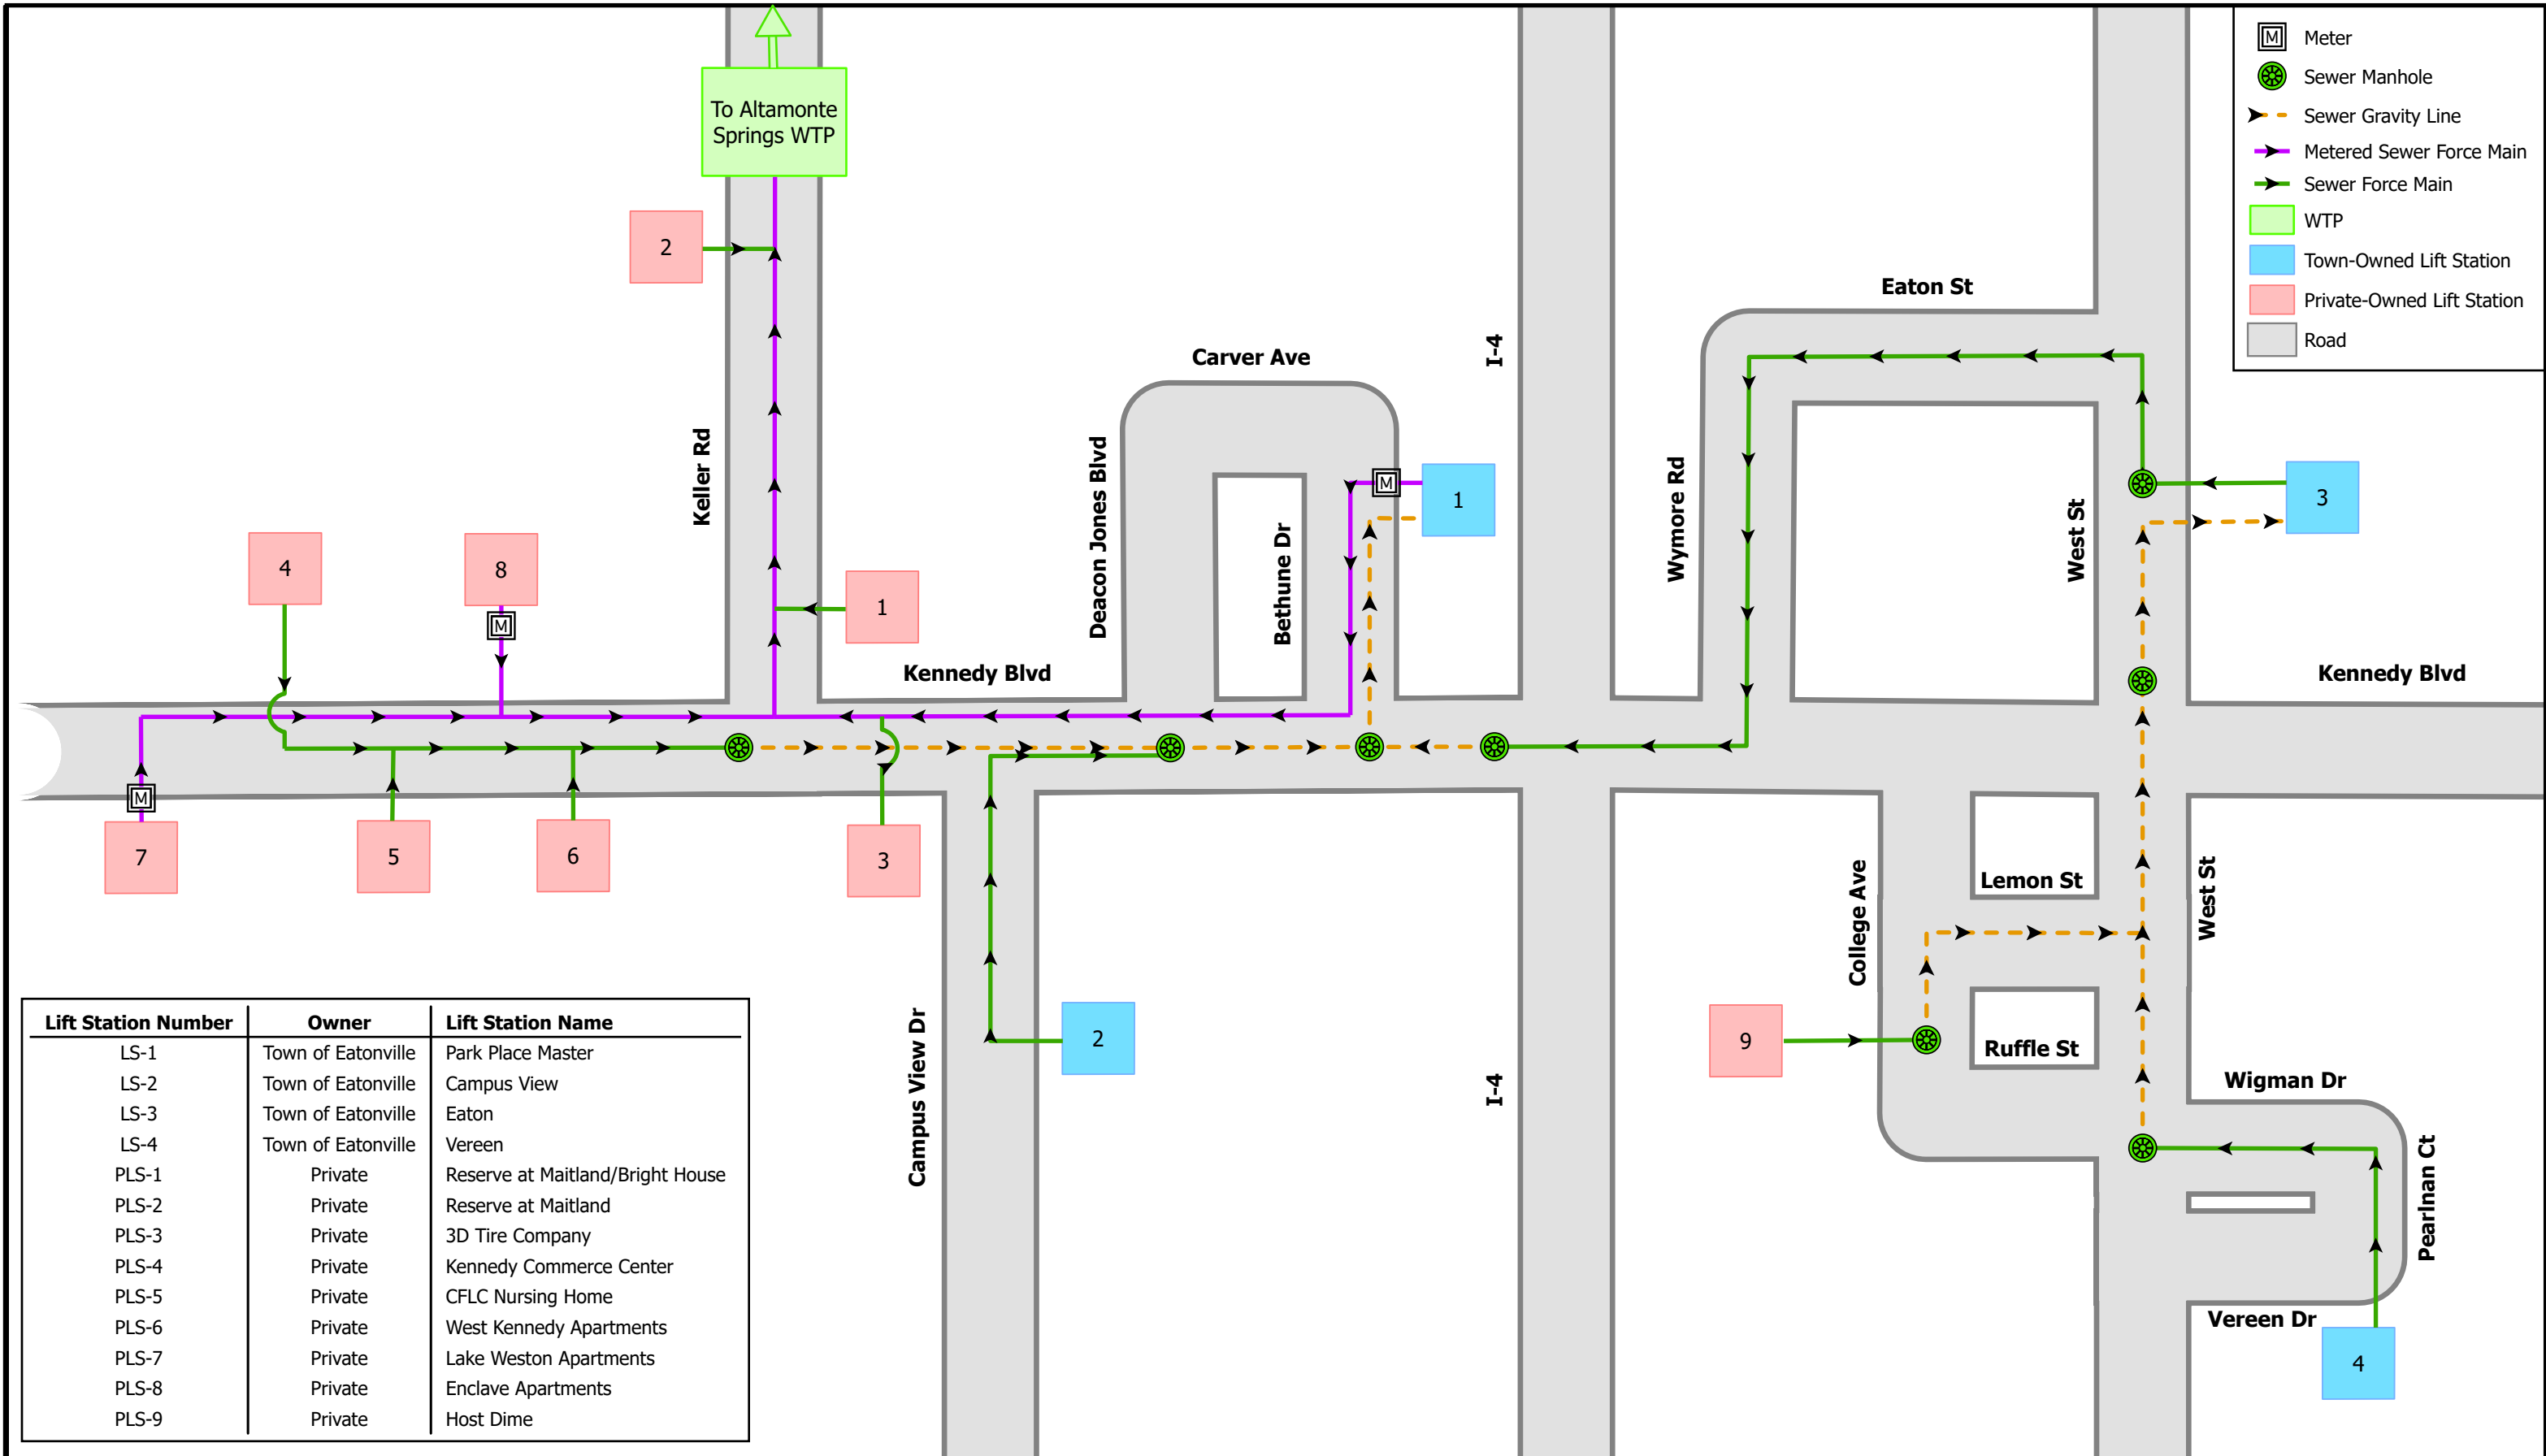 M Meter
Sewer Manhole
Sewer Gravity Line
Metered Sewer Force Main
Sewer Force Main
WTP
Town-Owned Lift Station
Private-Owned Lift Station
Road
To Altamonte
Springs WTP
2
Eaton St
I-4
Carver Ave
Keller Rd
Deacon Jones Blvd
Bethune Dr
Wymore Rd
West St
M
1
3
4
8
1
M
Kennedy Blvd
Kennedy Blvd
M
7
5
6
3
College Ave
Lemon St
West St
Campus View Dr
2
I-4
9
Ruffle St
Wigman Dr
Pearlnan Ct
Vereen Dr
4
Lift Station Number Owner Lift Station Name
LS-1 Town of Eatonville Park Place Master
LS-2 Town of Eatonville Campus View
LS-3 Town of Eatonville Eaton
LS-4 Town of Eatonville Vereen
PLS-1 Private Reserve at Maitland/Bright House
PLS-2 Private Reserve at Maitland
PLS-3 Private 3D Tire Company
PLS-4 Private Kennedy Commerce Center
PLS-5 Private CFLC Nursing Home
PLS-6 Private West Kennedy Apartments
PLS-7 Private Lake Weston Apartments
PLS-8 Private Enclave Apartments
PLS-9 Private Host Dime